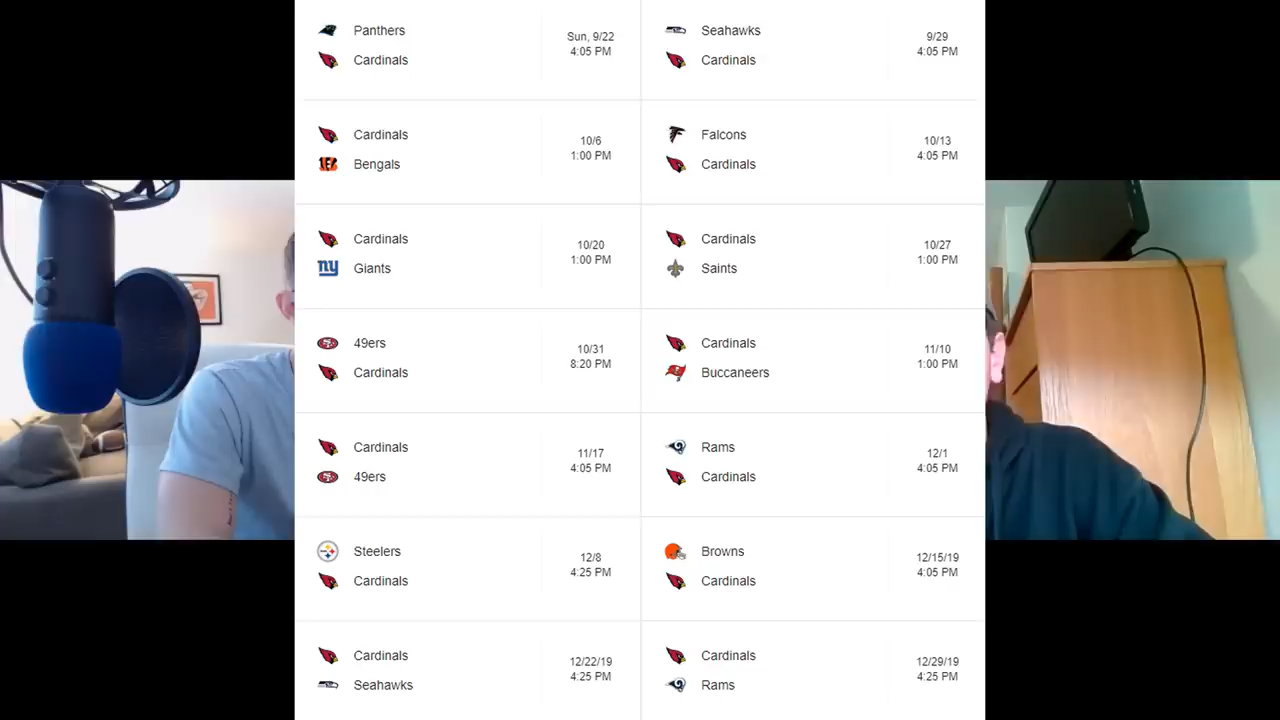 Panthers
Cardinals
Sun, 9/22
4:05 PM
Seahawks
Cardinals
9/29
4:05 PM
Cardinals
Bengals
10/6
1:00 PM
Falcons
Cardinals
10/13
4:05 PM
Cardinals
Giants
10/20
1:00 PM
Cardinals
Saints
10/27
1:00 PM
49ers
Cardinals
10/31
8:20 PM
Cardinals
Buccaneers
11/10
1:00 PM
Cardinals
49ers
11/17
4:05 PM
Rams
Cardinals
12/1
4:05 PM
Steelers
Cardinals
12/8
4:25 PM
Browns
Cardinals
12/15/19
4:05 PM
Cardinals
Seahawks
12/22/19
4:25 PM
Cardinals
Rams
12/29/19
4:25 PM